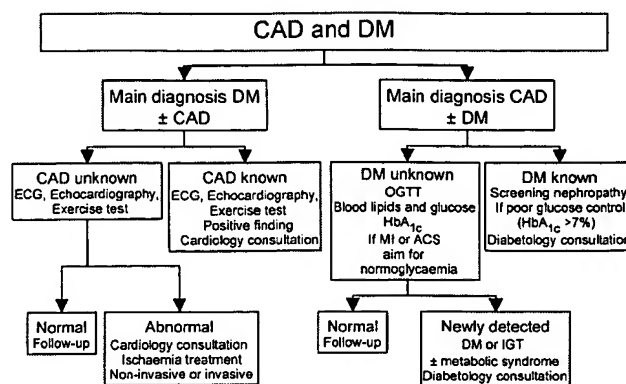 CAD and DM
Main diagnosis DM
± CAD
Main diagnosis CAD
± DM
CAD unknown
ECG, Echocardiography,
Exercise test
CAD known
ECG, Echocardiography,
Exercise test
Positive finding
Cardiology consultation
DM unknown
OGTT
Blood lipids and glucose
HbA1c
If MI or ACS
aim for
normoglycaemia
DM known
Screening nephropathy
If poor glucose control
(HbA1c >7%)
Diabetology consultation
Normal
Follow-up
Abnormal
Cardiology consultation
Ischaemia treatment
Non-invasive or invasive
Normal
Follow-up
Newly detected
DM or IGT
± metabolic syndrome
Diabetology consultation